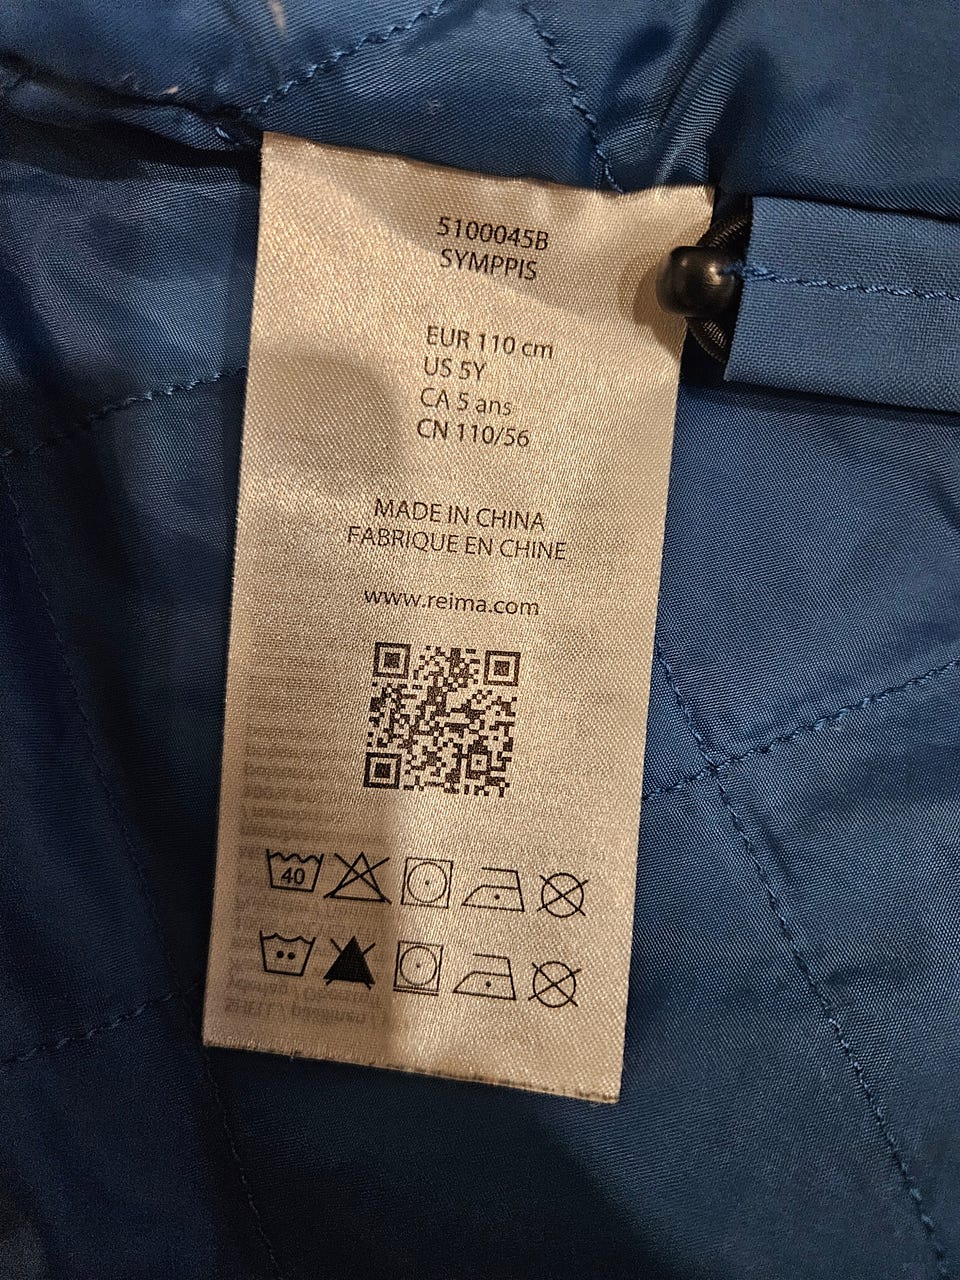 5100045B
SYMPPIS
EUR 110 cm
US 5Y
CA 5 ans
CN 110/56
MADE IN CHINA
FABRIQUE EN CHINE
www.reima.com
40